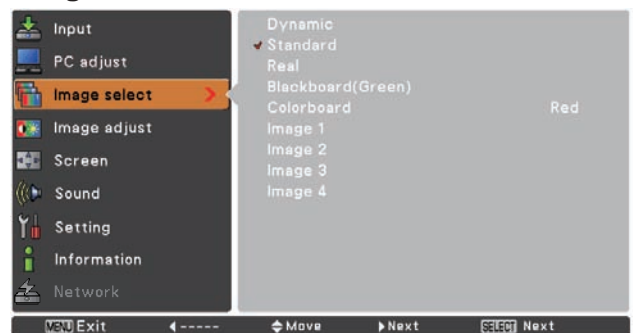 Input
PC adjust
Image select
Image adjust
Screen
Sound
Setting
Information
Network
Dynamic
Standard
Real
Blackboard(Green)
Colorboard Red
Image 1
Image 2
Image 3
Image 4
MENU Exit ----- Move Next SELECT Next